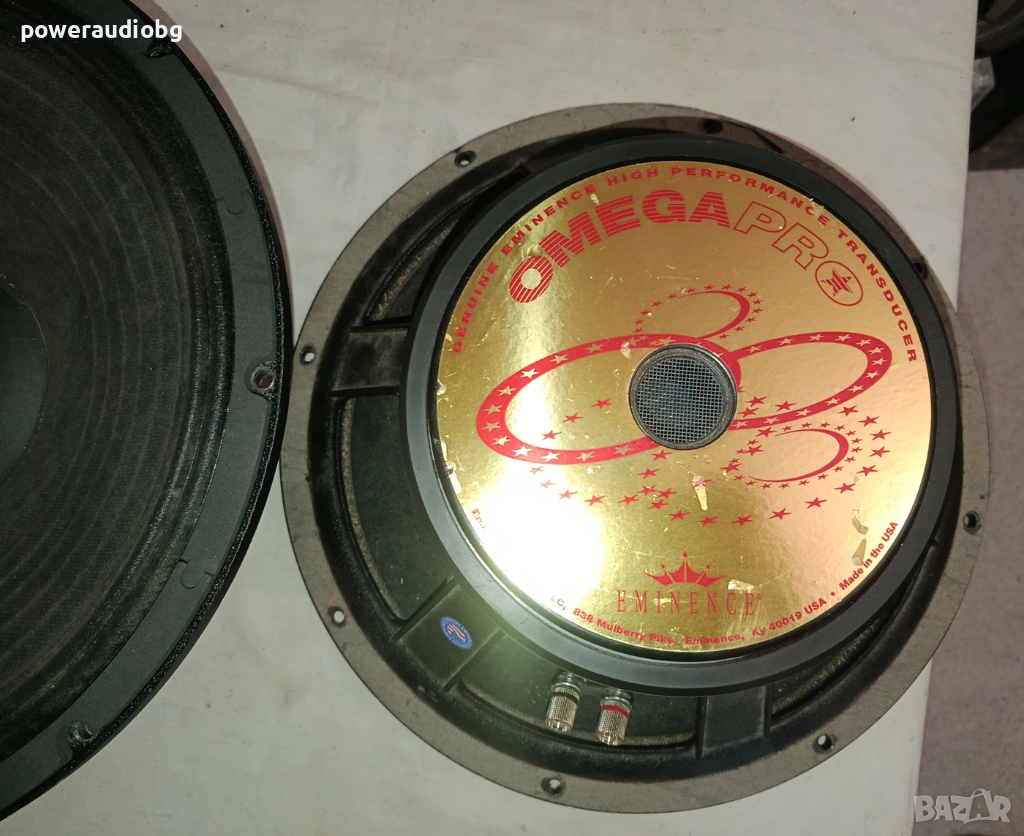 poweraudiobg
GENUINE EMINENCE HIGH PERFORMANCE TRANSDUCER
OMEGAPRO
EMINENCE®
LC, 838 Mulberry Pike, Eminence, Ky 40019 USA • Made in the USA
BAZAR